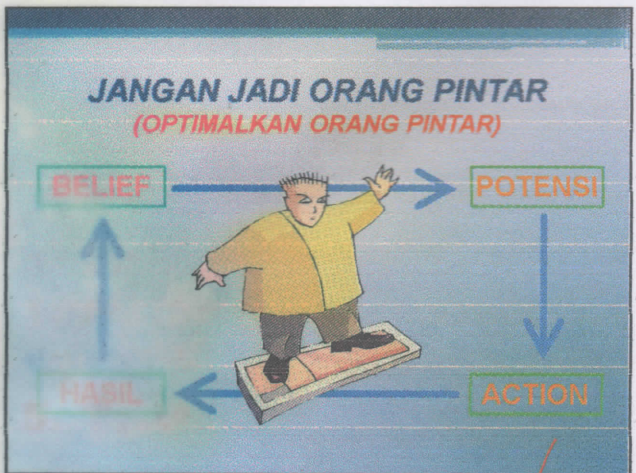 JANGAN JADI ORANG PINTAR
(OPTIMALKAN ORANG PINTAR)
BELIEF
POTENSI
HASIL
ACTION